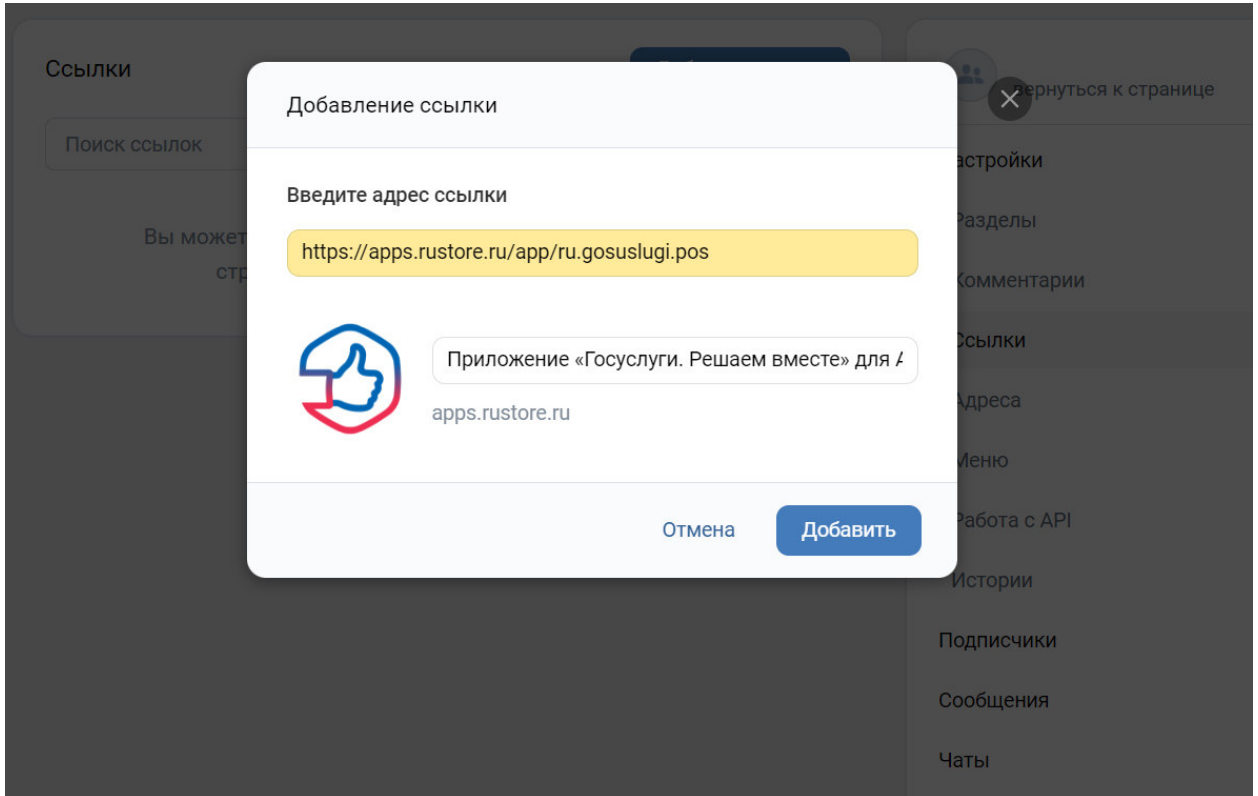 Ссылки
вернуться к странице
Добавление ссылки
Поиск ссылок
Введите адрес ссылки
https://apps.rustore.ru/app/ru.gosuslugi.pos
Приложение «Госуслуги. Решаем вместе» для
apps.rustore.ru
Отмена
Добавить
Вы может
стр
астройки
Разделы
Комментарии
Ссылки
Адреса
Меню
Работа с API
Истории
Подписчики
Сообщения
Чаты